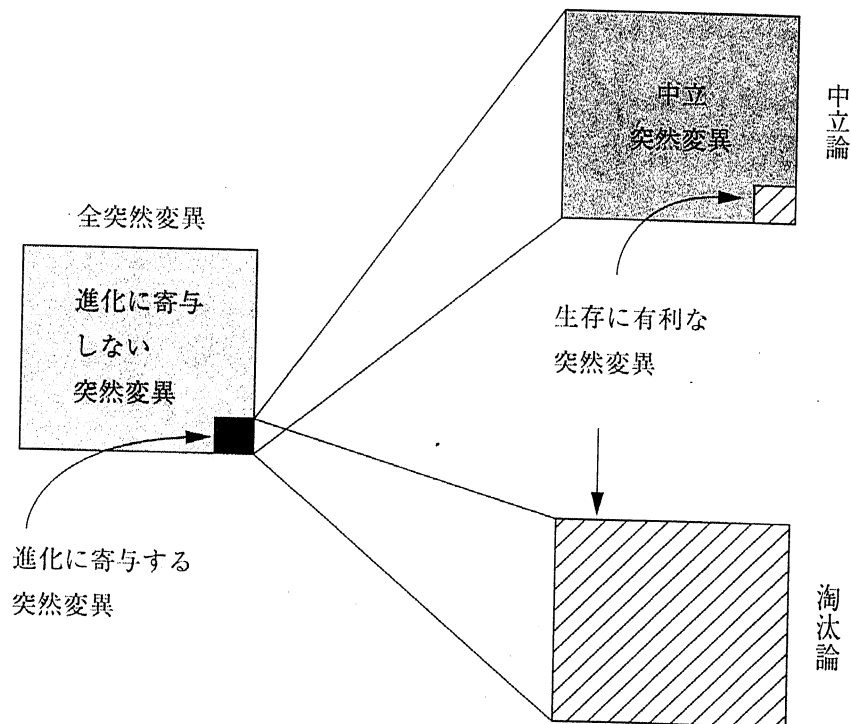 中立
突然変異
中立論
全突然変異
進化に寄与
しない
突然変異
生存に有利な
突然変異
進化に寄与する
突然変異
淘汰論